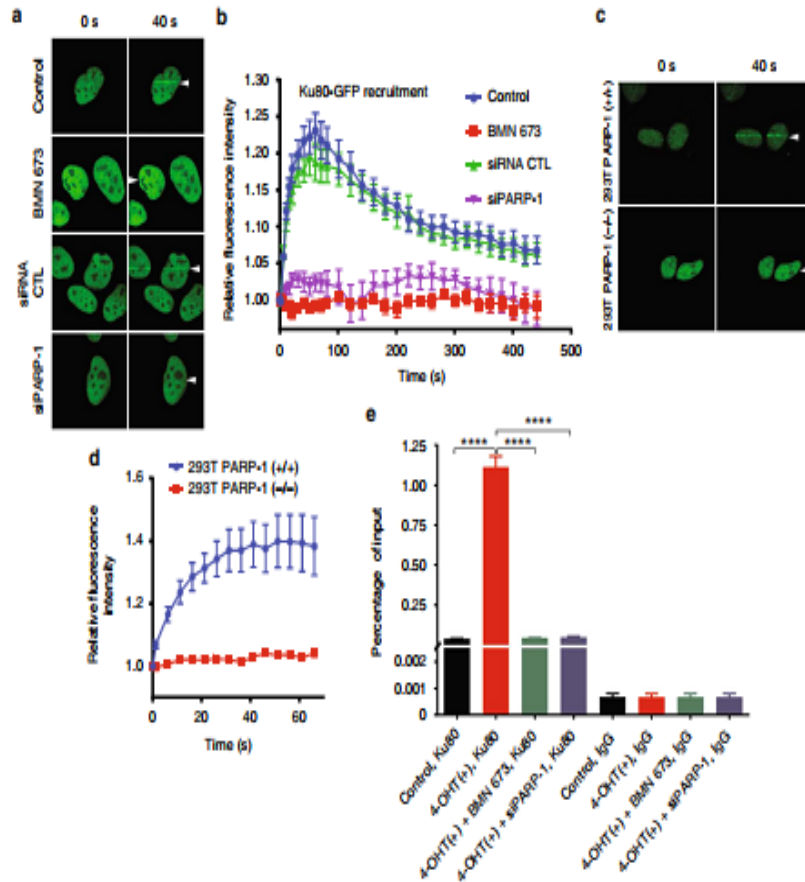 a
0 s 40 s
Control
BMN 673
siRNA
CTL
siPARP-1
b
Ku80-GFP recruitment
Control
BMN 673
siRNA CTL
siPARP-1
Relative fluorescence intensity
1.30
1.25
1.20
1.15
1.10
1.05
1.00
0 100 200 300 400 500
Time (s)
c
0 s 40 s
293T PARP-1 (+/+)
293T PARP-1 (−/−)
d
293T PARP-1 (+/+)
293T PARP-1 (−/−)
Relative fluorescence
intensity
1.6
1.4
1.2
1.0
0 20 40 60
Time (s)
e
**** ****
****
Percentage of input
1.25
1.00
0.75
0.50
0.25
0.002
0.001
0
Control, Ku80
4-OHT(+), Ku80
4-OHT(+) + BMN 673, Ku80
4-OHT(+) + siPARP-1, Ku80
Control, IgG
4-OHT(+), IgG
4-OHT(+) + BMN 673, IgG
4-OHT(+) + siPARP-1, IgG